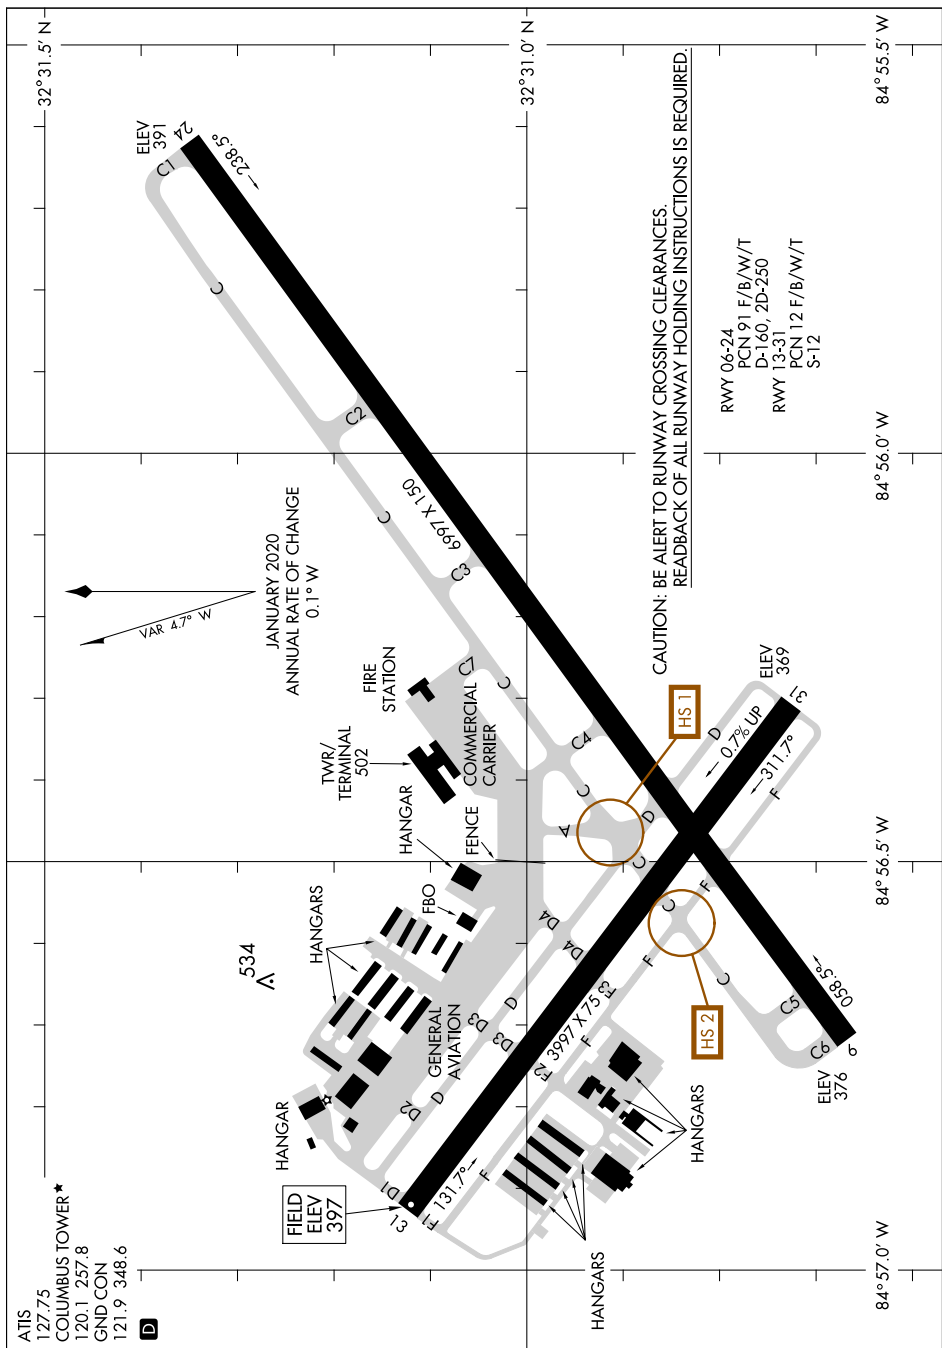 ATIS
127.75
COLUMBUS TOWER★
120.1 257.8
GND CON
121.9 348.6
D
32°31.5' N
32°31.0' N
84°55.5' W
84°56.0' W
84°56.5' W
84°57.0' W
ELEV
391
24
238.5°
C1
C
C2
C
6997 X 150
C3
JANUARY 2020
ANNUAL RATE OF CHANGE
0.1° W
VAR 4.7° W
FIRE
STATION
TWR/
TERMINAL
502
C7
C
COMMERCIAL
CARRIER
C4
C
HANGAR
FENCE
A
FBO
HANGARS
534
D
C
HS 1
CAUTION: BE ALERT TO RUNWAY CROSSING CLEARANCES.
READBACK OF ALL RUNWAY HOLDING INSTRUCTIONS IS REQUIRED.
RWY 06-24
PCN 91 F/B/W/T
D-160, 2D-250
RWY 13-31
PCN 12 F/B/W/T
S-12
ELEV
369
31
0.7% UP
311.7°
D
F
F
C
D4
D4
F
C
HS 2
C5
C6
058.5°
6
ELEV
376
GENERAL
AVIATION
D
D3
D3
D
D2
F3
F
3997 X 75
F2
HANGAR
FIELD
ELEV
397
D1
13
F1
131.7°
F
HANGARS
HANGARS